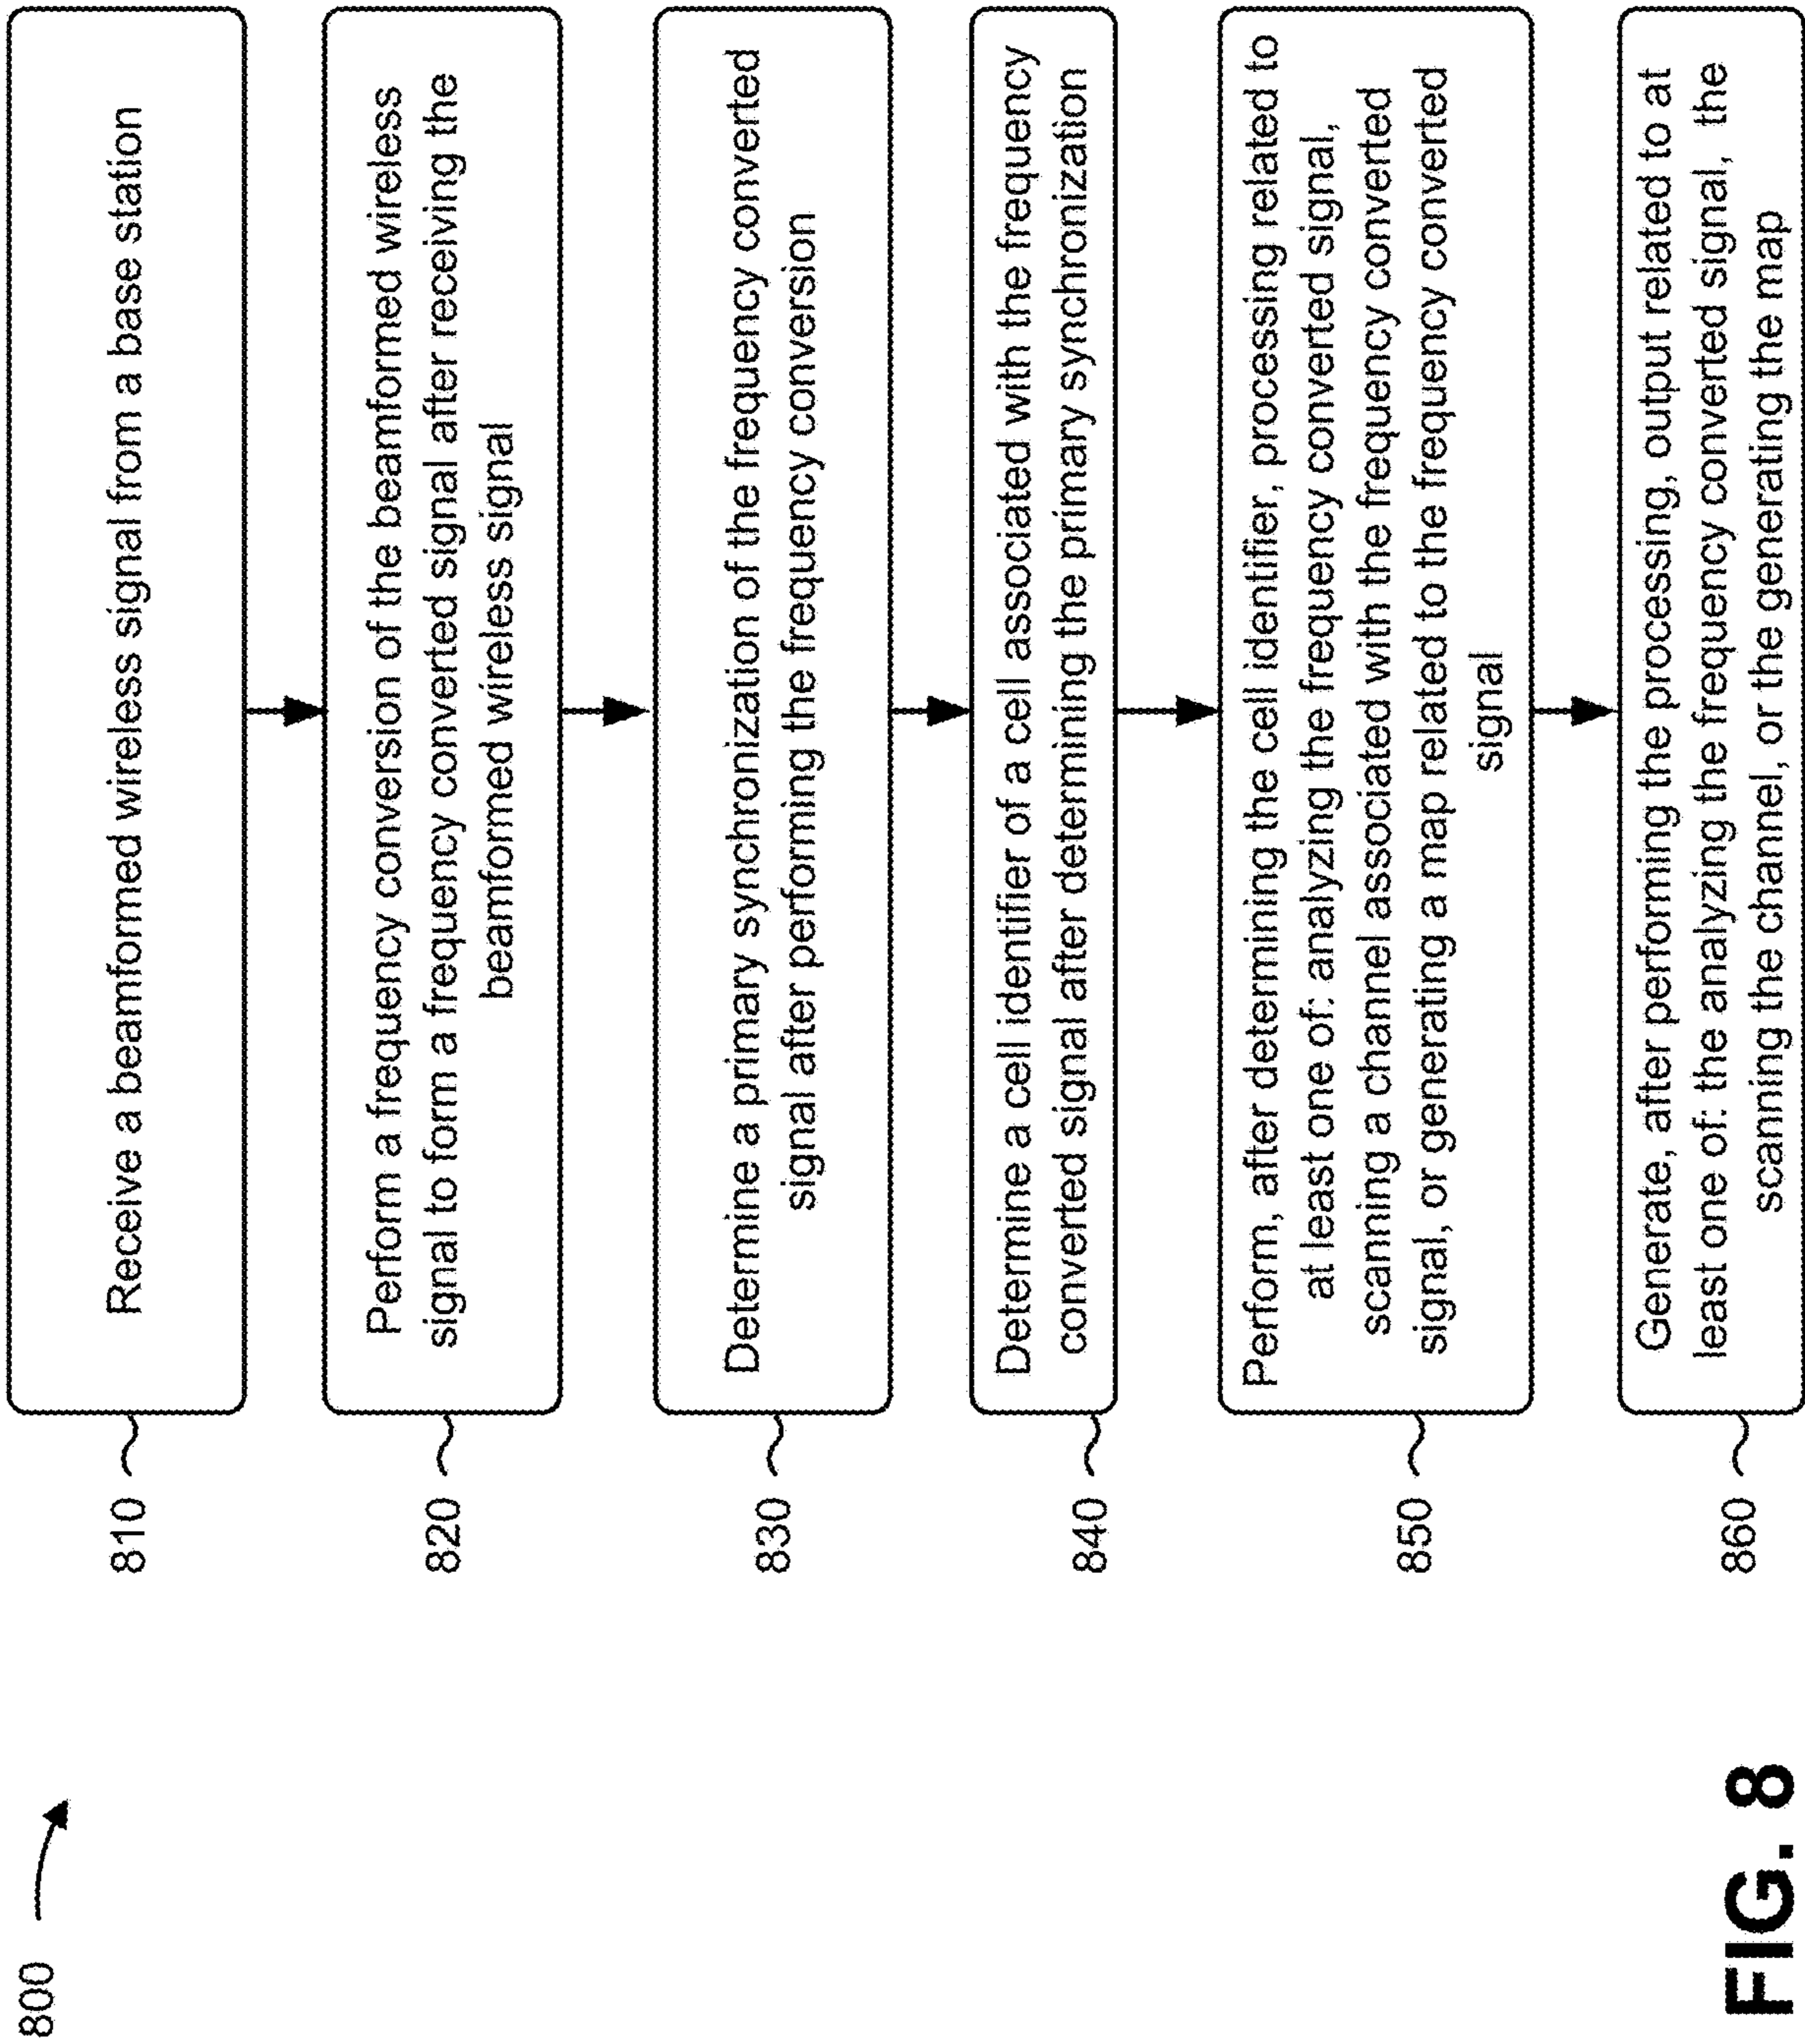 800
810
Receive a beamformed wireless signal from a base station
820
Perform a frequency conversion of the beamformed wireless
signal to form a frequency converted signal after receiving the
beamformed wireless signal
830
Determine a primary synchronization of the frequency converted
signal after performing the frequency conversion
840
Determine a cell identifier of a cell associated with the frequency
converted signal after determining the primary synchronization
850
Perform, after determining the cell identifier, processing related to
at least one of: analyzing the frequency converted signal,
scanning a channel associated with the frequency converted
signal, or generating a map related to the frequency converted
signal
860
Generate, after performing the processing, output related to at
least one of: the analyzing the frequency converted signal, the
scanning the channel, or the generating the map
FIG. 8